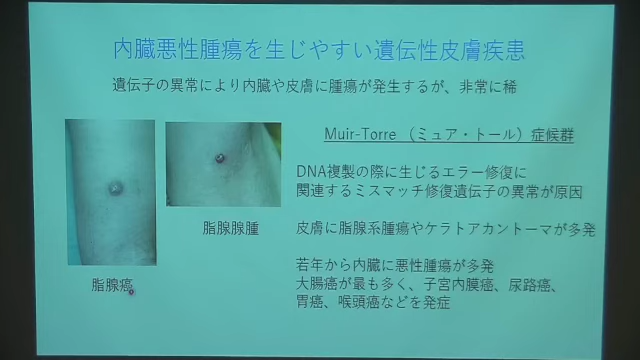 内臓悪性腫瘍を生じやすい遺伝性皮膚疾患
遺伝子の異常により内臓や皮膚に腫瘍が発生するが、非常に稀
Muir-Torre （ミュア・トール）症候群
DNA複製の際に生じるエラー修復に
関連するミスマッチ修復遺伝子の異常が原因
脂腺腺腫
皮膚に脂腺系腫瘍やケラトアカントーマが多発
若年から内臓に悪性腫瘍が多発
大腸癌が最も多く、子宮内膜癌、尿路癌、
胃癌、喉頭癌などを発症
脂腺癌